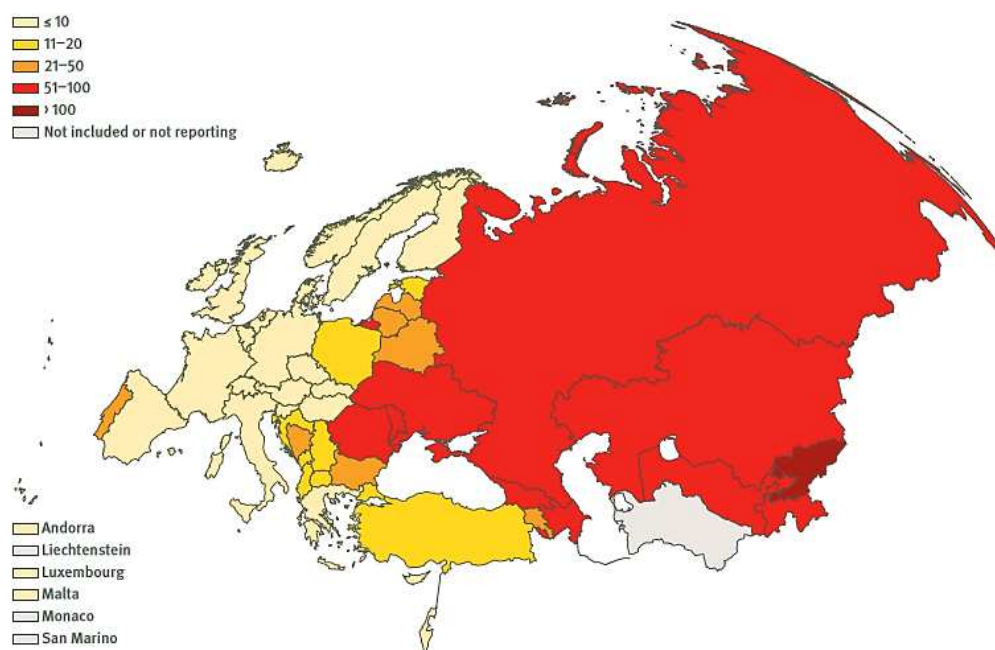 ≤ 10
11–20
21–50
51–100
› 100
Not included or not reporting
Andorra
Liechtenstein
Luxembourg
Malta
Monaco
San Marino